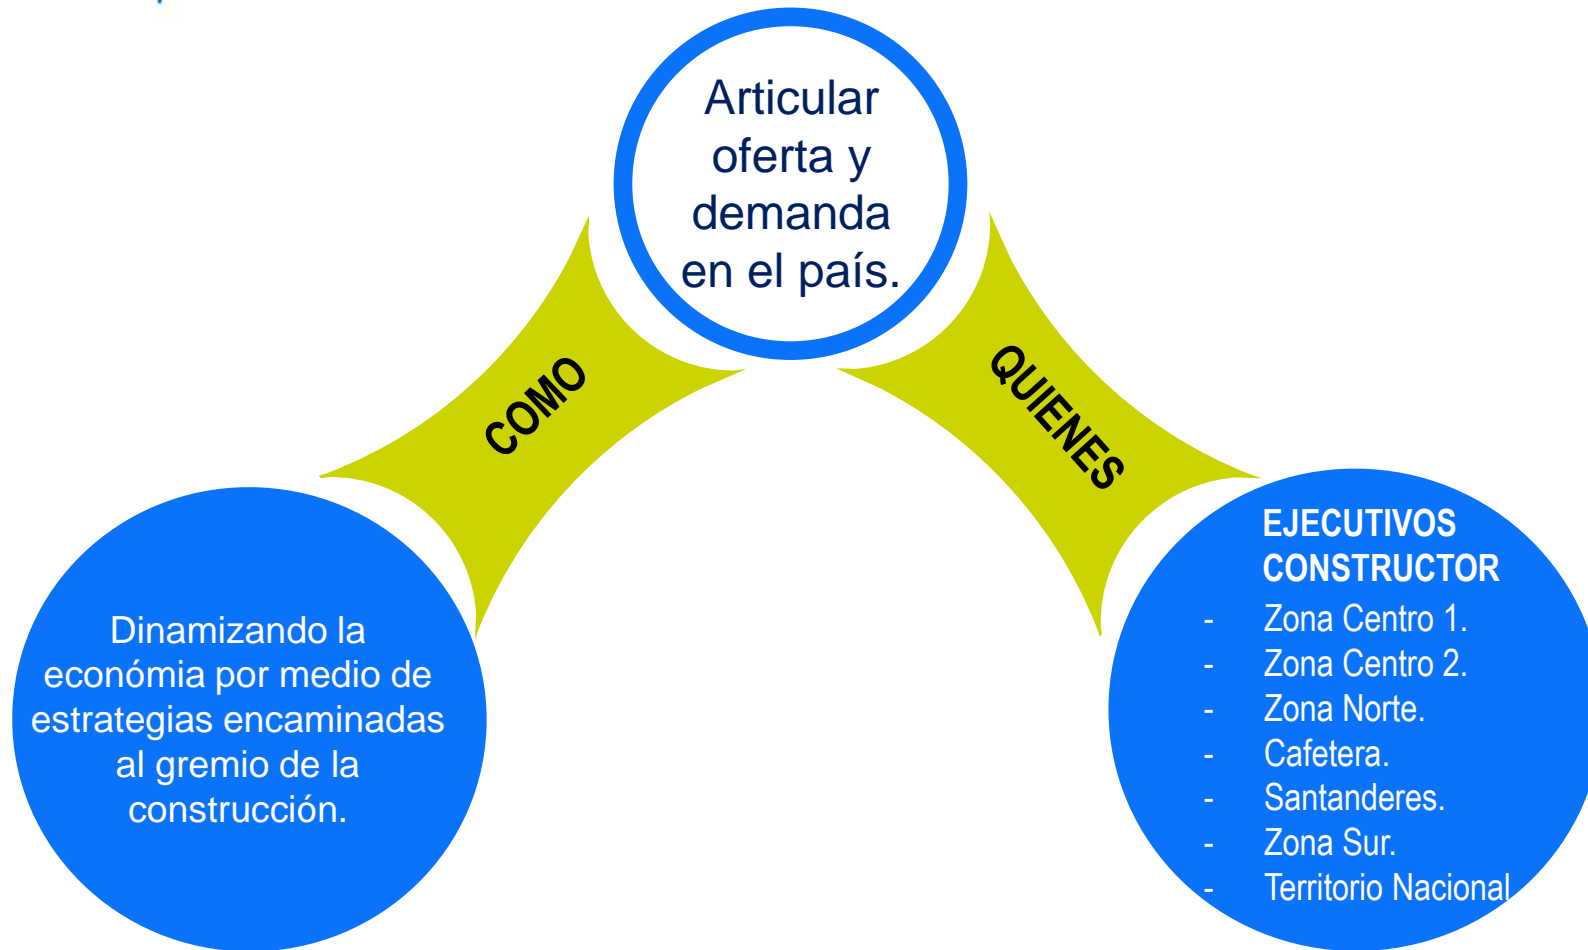 Articular
oferta y
demanda
en el país.
COMO
QUIENES
Dinamizando la
económia por medio de
estrategias encaminadas
al gremio de la
construcción.
EJECUTIVOS
CONSTRUCTOR
- Zona Centro 1.
- Zona Centro 2.
- Zona Norte.
- Cafetera.
- Santanderes.
- Zona Sur.
- Territorio Nacional